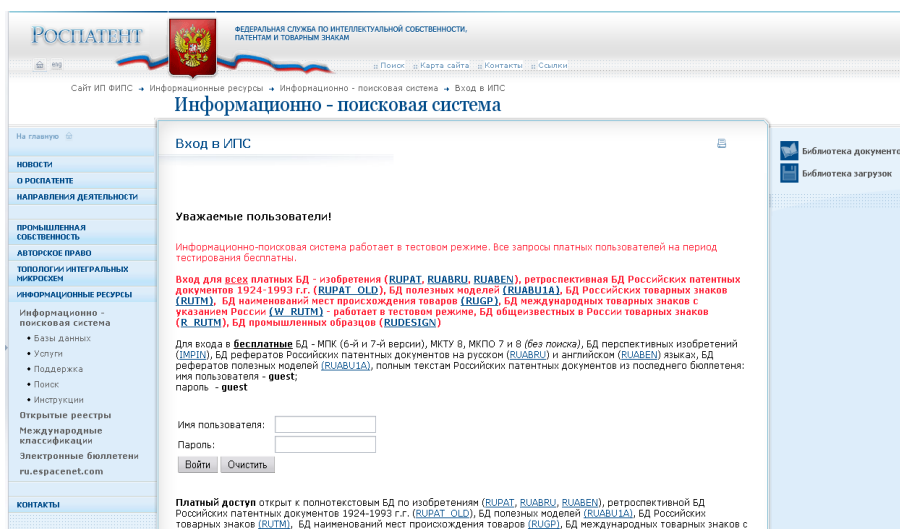 РОСПАТЕНТ
ФЕДЕРАЛЬНАЯ СЛУЖБА ПО ИНТЕЛЛЕКТУАЛЬНОЙ СОБСТВЕННОСТИ,
ПАТЕНТАМ И ТОВАРНЫМ ЗНАКАМ
eng
Поиск Карта сайта Контакты Ссылки
Сайт ИП ФИПС → Информационные ресурсы → Информационно - поисковая система → Вход в ИПС
Информационно - поисковая система
На главную
НОВОСТИ
О РОСПАТЕНТЕ
НАПРАВЛЕНИЯ ДЕЯТЕЛЬНОСТИ
ПРОМЫШЛЕННАЯ
СОБСТВЕННОСТЬ
АВТОРСКОЕ ПРАВО
ТОПОЛОГИИ ИНТЕГРАЛЬНЫХ
МИКРОСХЕМ
ИНФОРМАЦИОННЫЕ РЕСУРСЫ
Информационно -
поисковая система
• Базы данных
• Услуги
• Поддержка
• Поиск
• Инструкции
Открытые реестры
Международные
классификации
Электронные бюллетени
ru.espacenet.com
КОНТАКТЫ
Вход в ИПС
Уважаемые пользователи!
Информационно-поисковая система работает в тестовом режиме. Все запросы платных пользователей на период
тестирования бесплатны.
Вход для всех платных БД - изобретения (RUPAT, RUABRU, RUABEN), ретроспективная БД Российских патентных
документов 1924-1993 г.г. (RUPAT_OLD), БД полезных моделей (RUABU1A), БД Российских товарных знаков
(RUTM), БД наименований мест происхождения товаров (RUGP), БД международных товарных знаков с
указанием России (W_RUTM) - работает в тестовом режиме, БД общеизвестных в России товарных знаков
(R_RUTM), БД промышленных образцов (RUDESIGN)
Для входа в бесплатные БД - МПК (6-й и 7-й версии), МКТУ 8, МКПО 7 и 8 (без поиска), БД перспективных изобретений
(IMPIN), БД рефератов Российских патентных документов на русском (RUABRU) и английском (RUABEN) языках, БД
рефератов полезных моделей (RUABU1A), полным текстам Российских патентных документов из последнего бюллетеня:
имя пользователя - guest;
пароль - guest
Имя пользователя:
Пароль:
Войти Очистить
Платный доступ открыт к полнотекстовым БД по изобретениям (RUPAT, RUABRU, RUABEN), ретроспективной БД
Российских патентных документов 1924-1993 г.г. (RUPAT_OLD), БД полезных моделей (RUABU1A), БД Российских
товарных знаков (RUTM), БД наименований мест происхождения товаров (RUGP), БД международных товарных знаков с
Библиотека документо
Библиотека загрузок